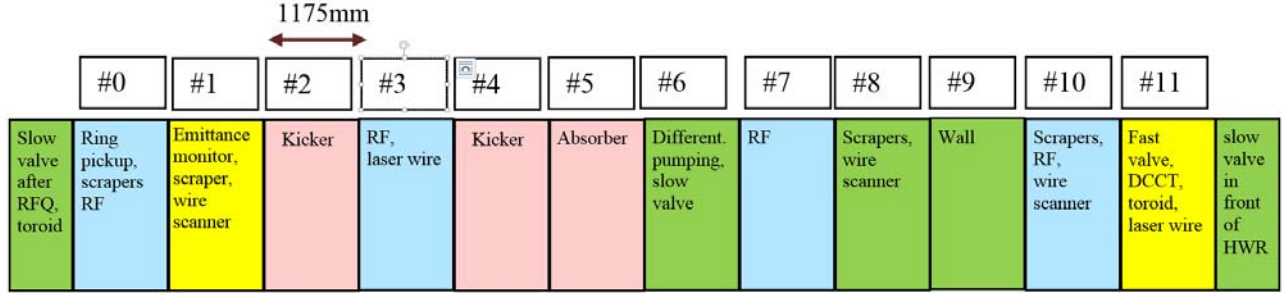 1175mm
#0
#1
#2
#3
#4
#5
#6
#7
#8
#9
#10
#11
Slow
valve
after
RFQ,
toroid
Ring
pickup,
scrapers
RF
Emittance
monitor,
scraper,
wire
scanner
Kicker
RF,
laser wire
Kicker
Absorber
Different.
pumping,
slow
valve
RF
Scrapers,
wire
scanner
Wall
Scrapers,
RF,
wire
scanner
Fast
valve,
DCCT,
toroid,
laser wire
slow
valve
in
front
of
HWR